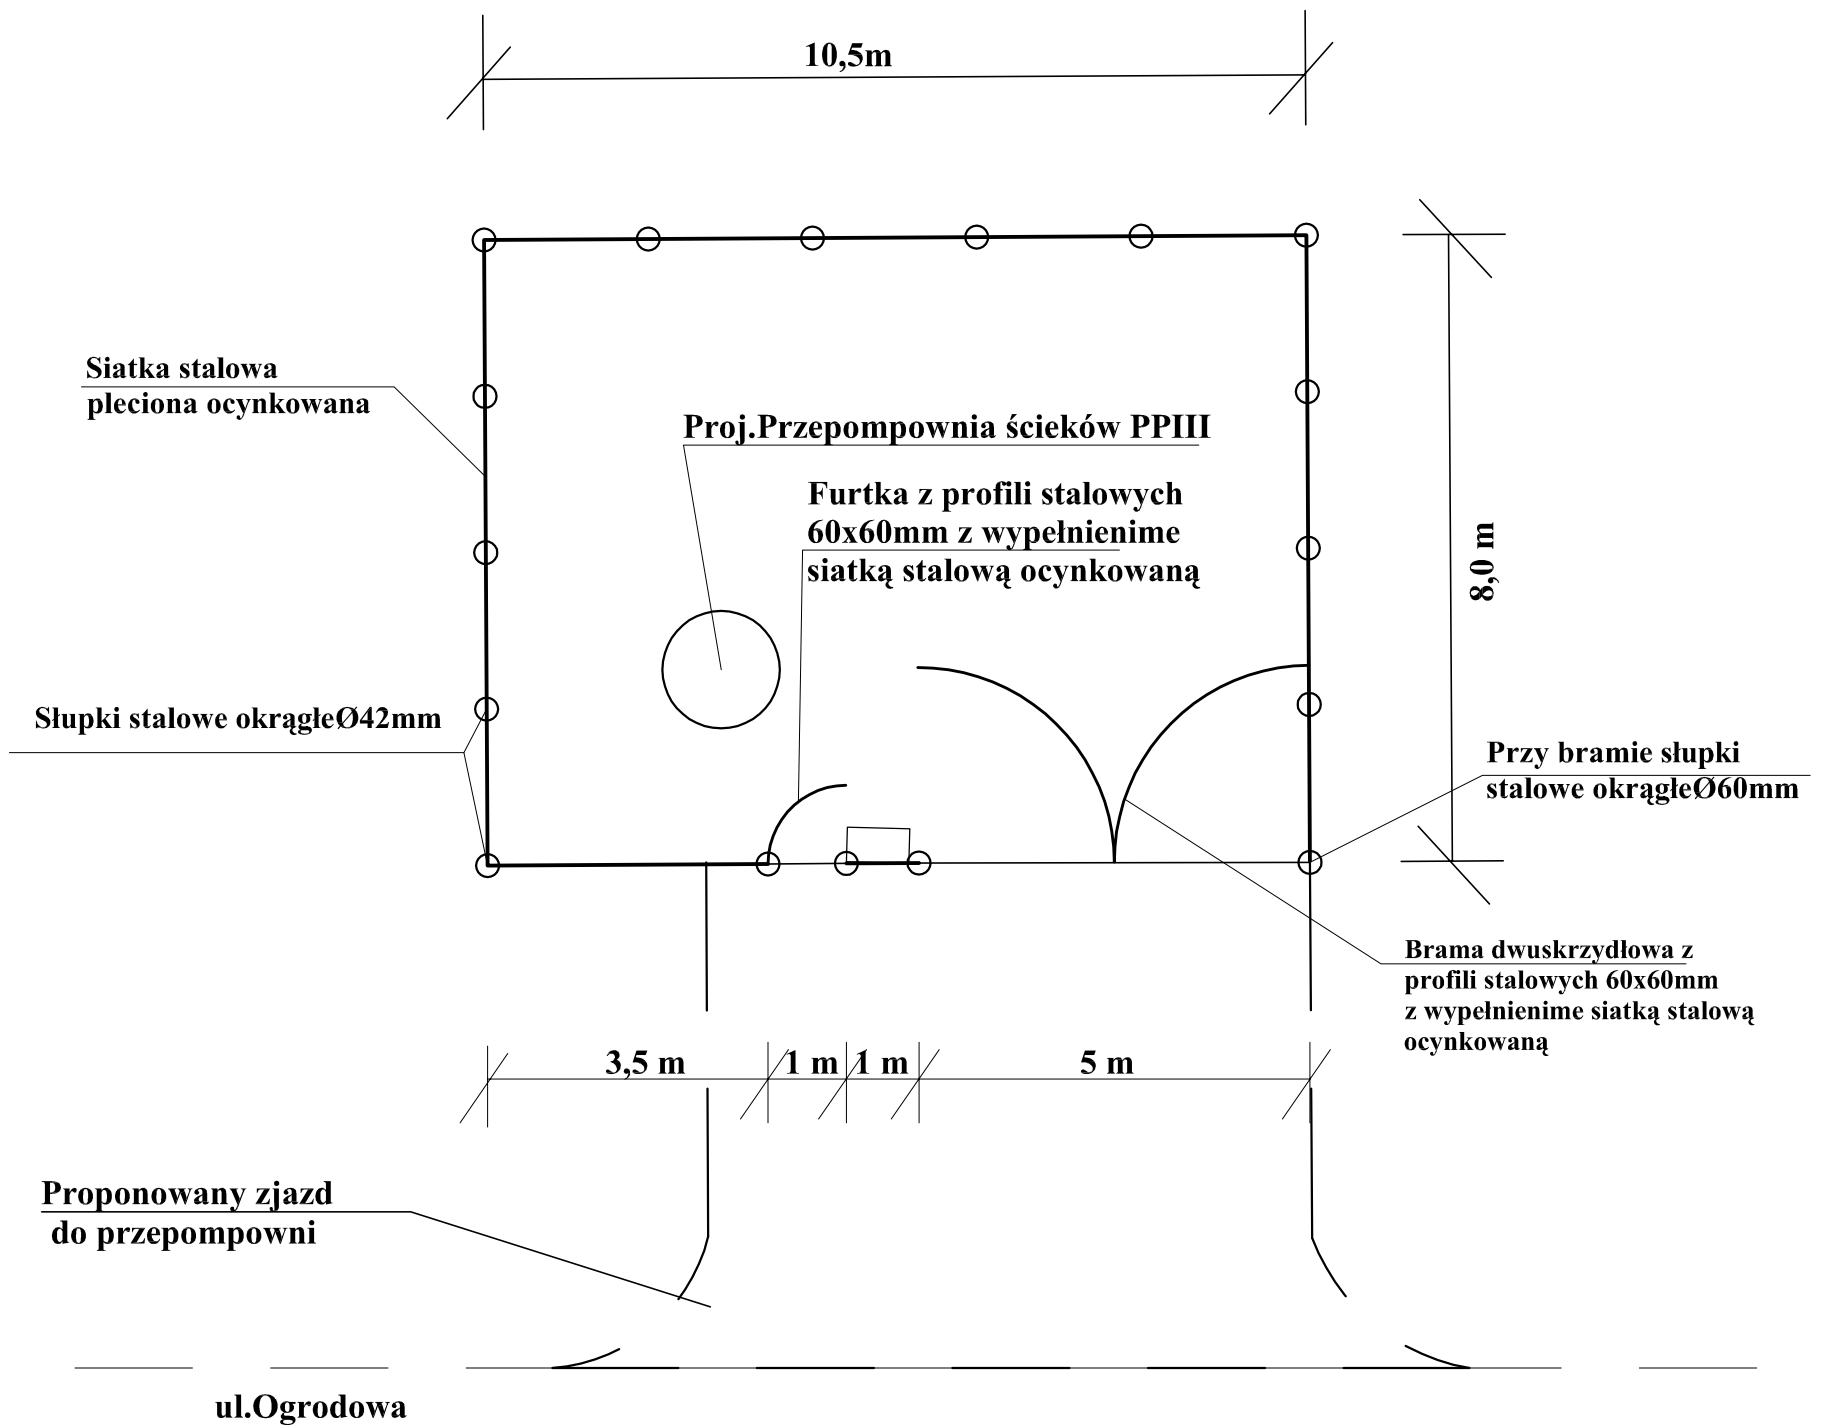 10,5m
Siatka stalowa
pleciona ocynkowana
Proj.Przepompownia ścieków PPIII
Furtka z profili stalowych
60x60mm z wypełnienime
siatką stalową ocynkowaną
8,0 m
Słupki stalowe okrągłeØ42mm
Przy bramie słupki
stalowe okrągłeØ60mm
Brama dwuskrzydłowa z
profili stalowych 60x60mm
z wypełnienime siatką stalową
ocynkowaną
3,5 m
1 m
1 m
5 m
Proponowany zjazd
do przepompowni
ul.Ogrodowa